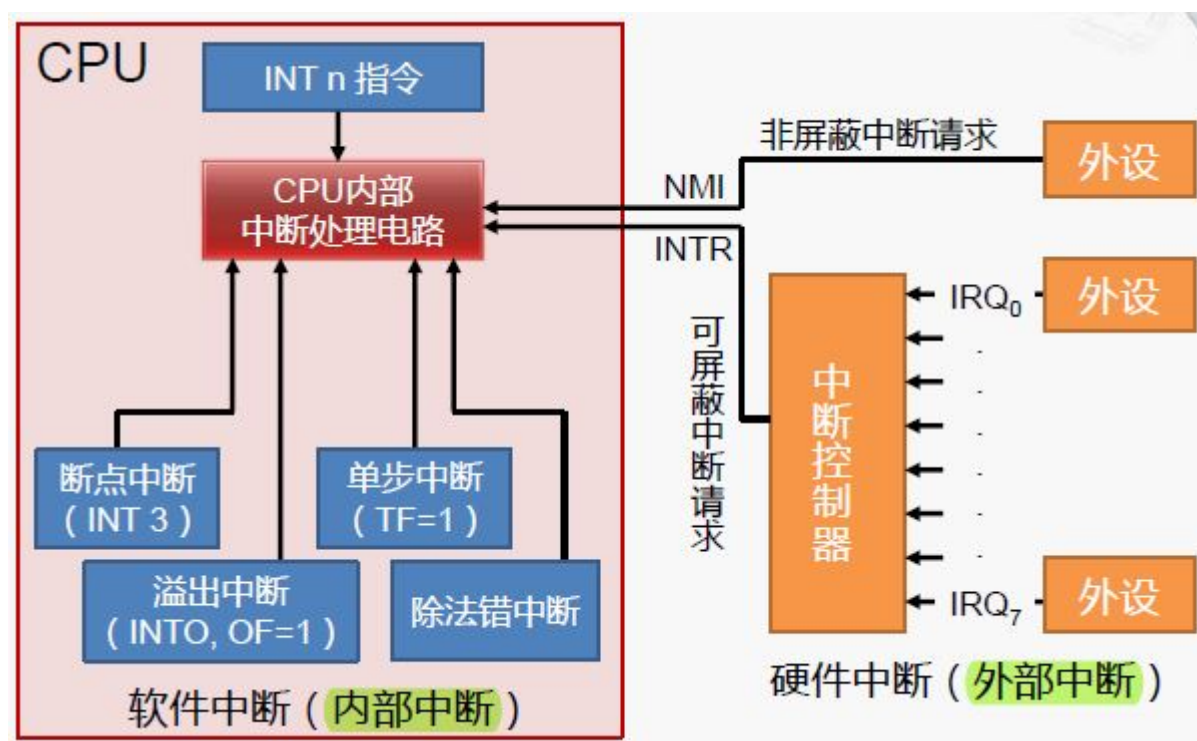 CPU
INT n 指令
CPU内部
中断处理电路
断点中断
(INT 3)
单步中断
(TF=1)
溢出中断
(INTO, OF=1)
除法错中断
软件中断(内部中断)
非屏蔽中断请求
外设
NMI
INTR
可屏蔽中断请求
中断控制器
IRQ0
外设
IRQ7
外设
硬件中断(外部中断)